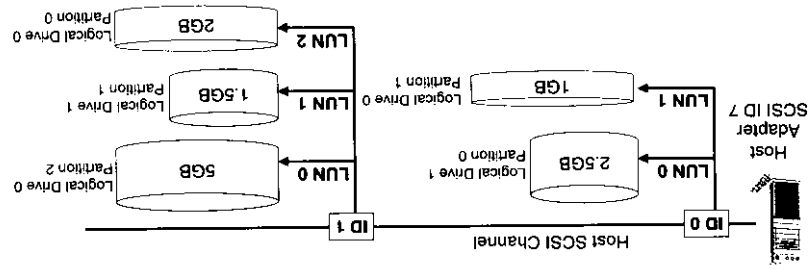 Host SCSI Channel
Host
Adapter
SCSI ID 7
ID 0
LUN 0
2.5GB
Logical Drive 1
Partition 0
LUN 1
1GB
Logical Drive 0
Partition 1
ID 1
LUN 0
5GB
Logical Drive 0
Partition 2
LUN 1
1.5GB
Logical Drive 1
Partition 1
LUN 2
2GB
Logical Drive 0
Partition 0